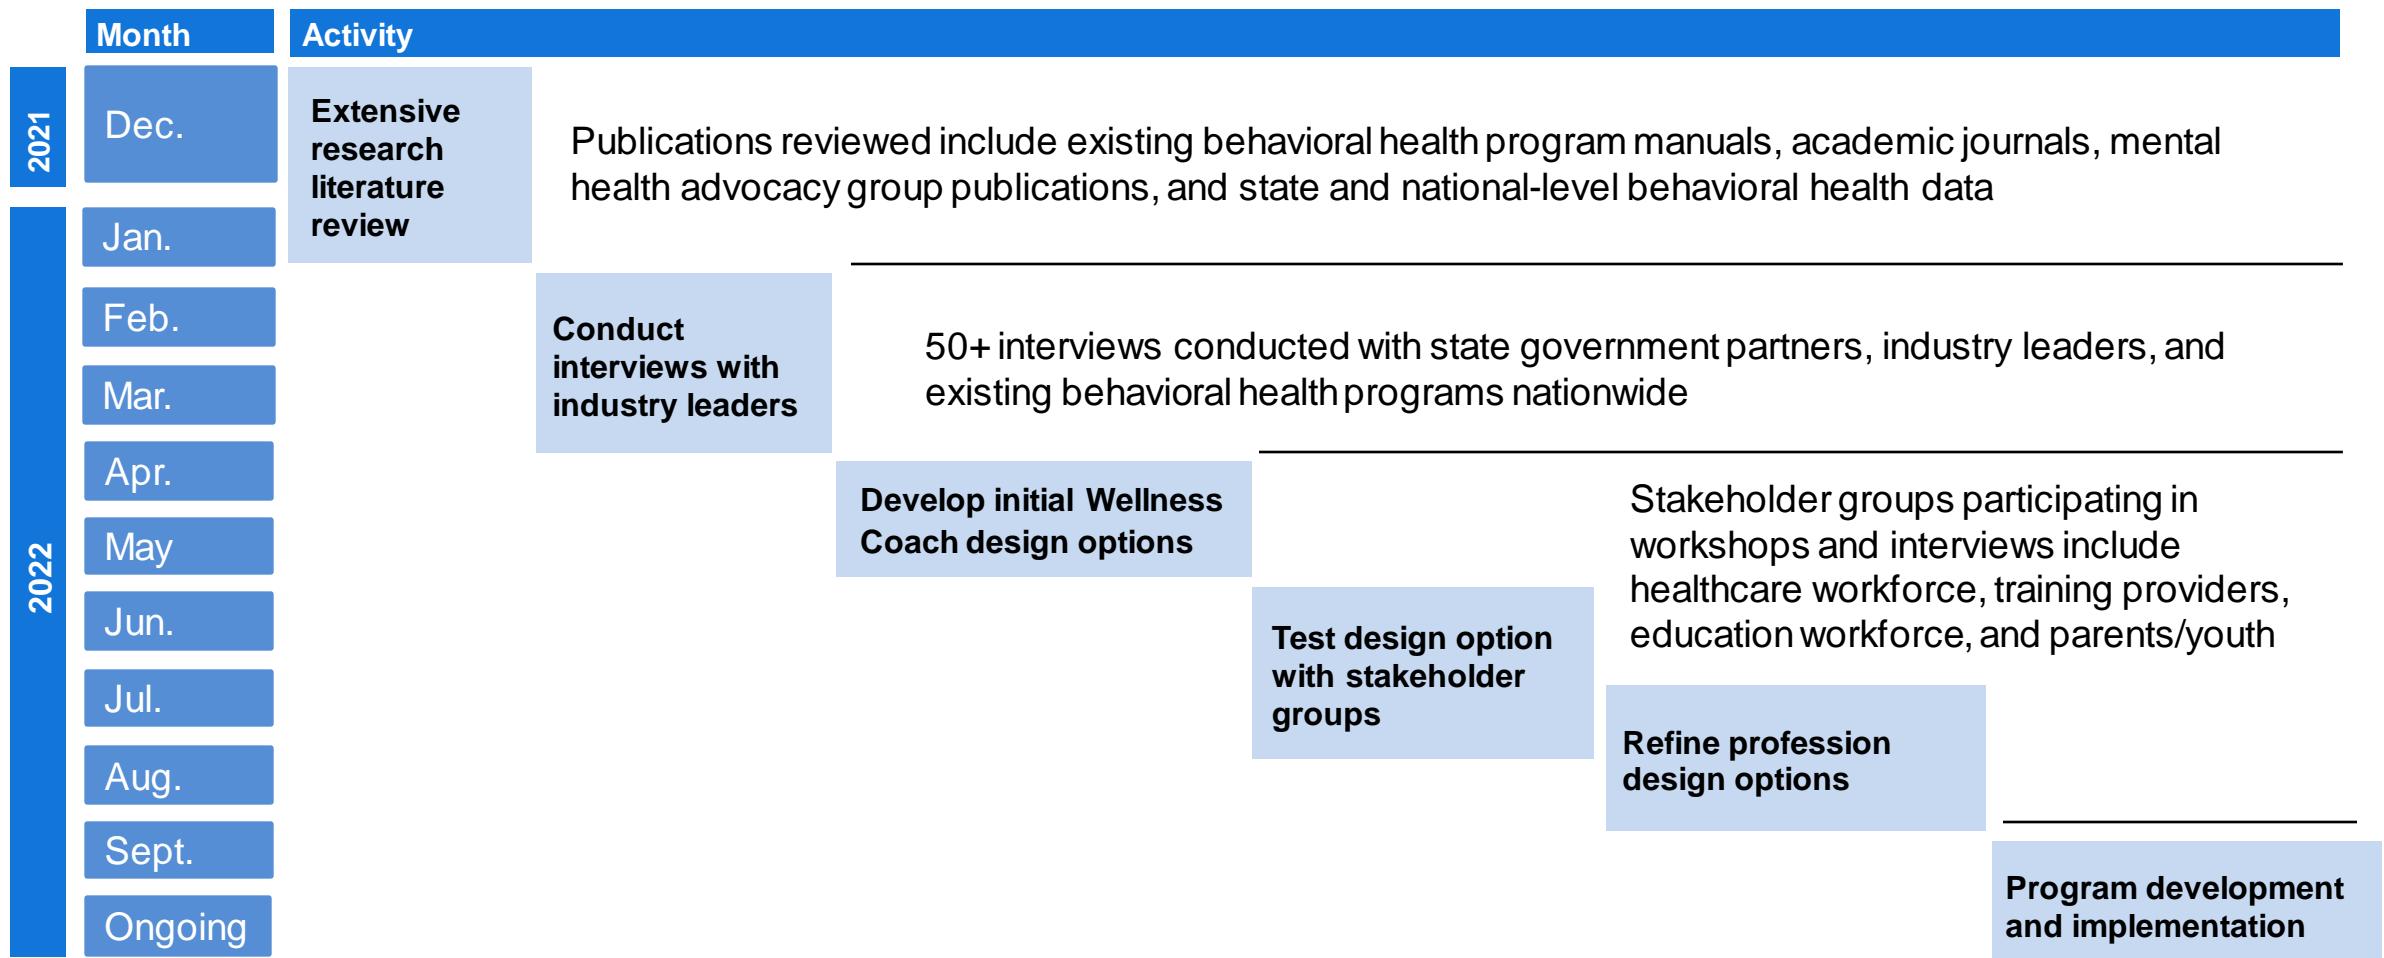 Month
Activity
2021
Dec.
Extensive
research
literature
review
Publications reviewed include existing behavioral health program manuals, academic journals, mental
health advocacy group publications, and state and national-level behavioral health data
2022
Jan.
Feb.
Conduct
interviews with
industry leaders
50+ interviews conducted with state government partners, industry leaders, and
existing behavioral health programs nationwide
Mar.
Apr.
Develop initial Wellness
Coach design options
Stakeholder groups participating in
workshops and interviews include
healthcare workforce, training providers,
education workforce, and parents/youth
May
Jun.
Test design option
with stakeholder
groups
Jul.
Refine profession
design options
Aug.
Sept.
Program development
and implementation
Ongoing